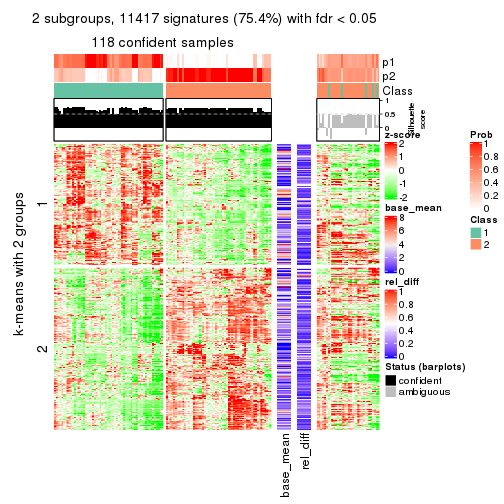 2 subgroups, 11417 signatures (75.4%) with fdr < 0.05
118 confident samples
p1
p2
Class
1
0.5
0
Silhouette
score
k-means with 2 groups
1
2
base_mean
rel_diff
z-score
2
1
0
-1
-2
base_mean
8
6
4
2
0
rel_diff
1
0.8
0.6
0.4
0.2
0
Status (barplots)
confident
ambiguous
Prob
1
0.8
0.6
0.4
0.2
0
Class
1
2